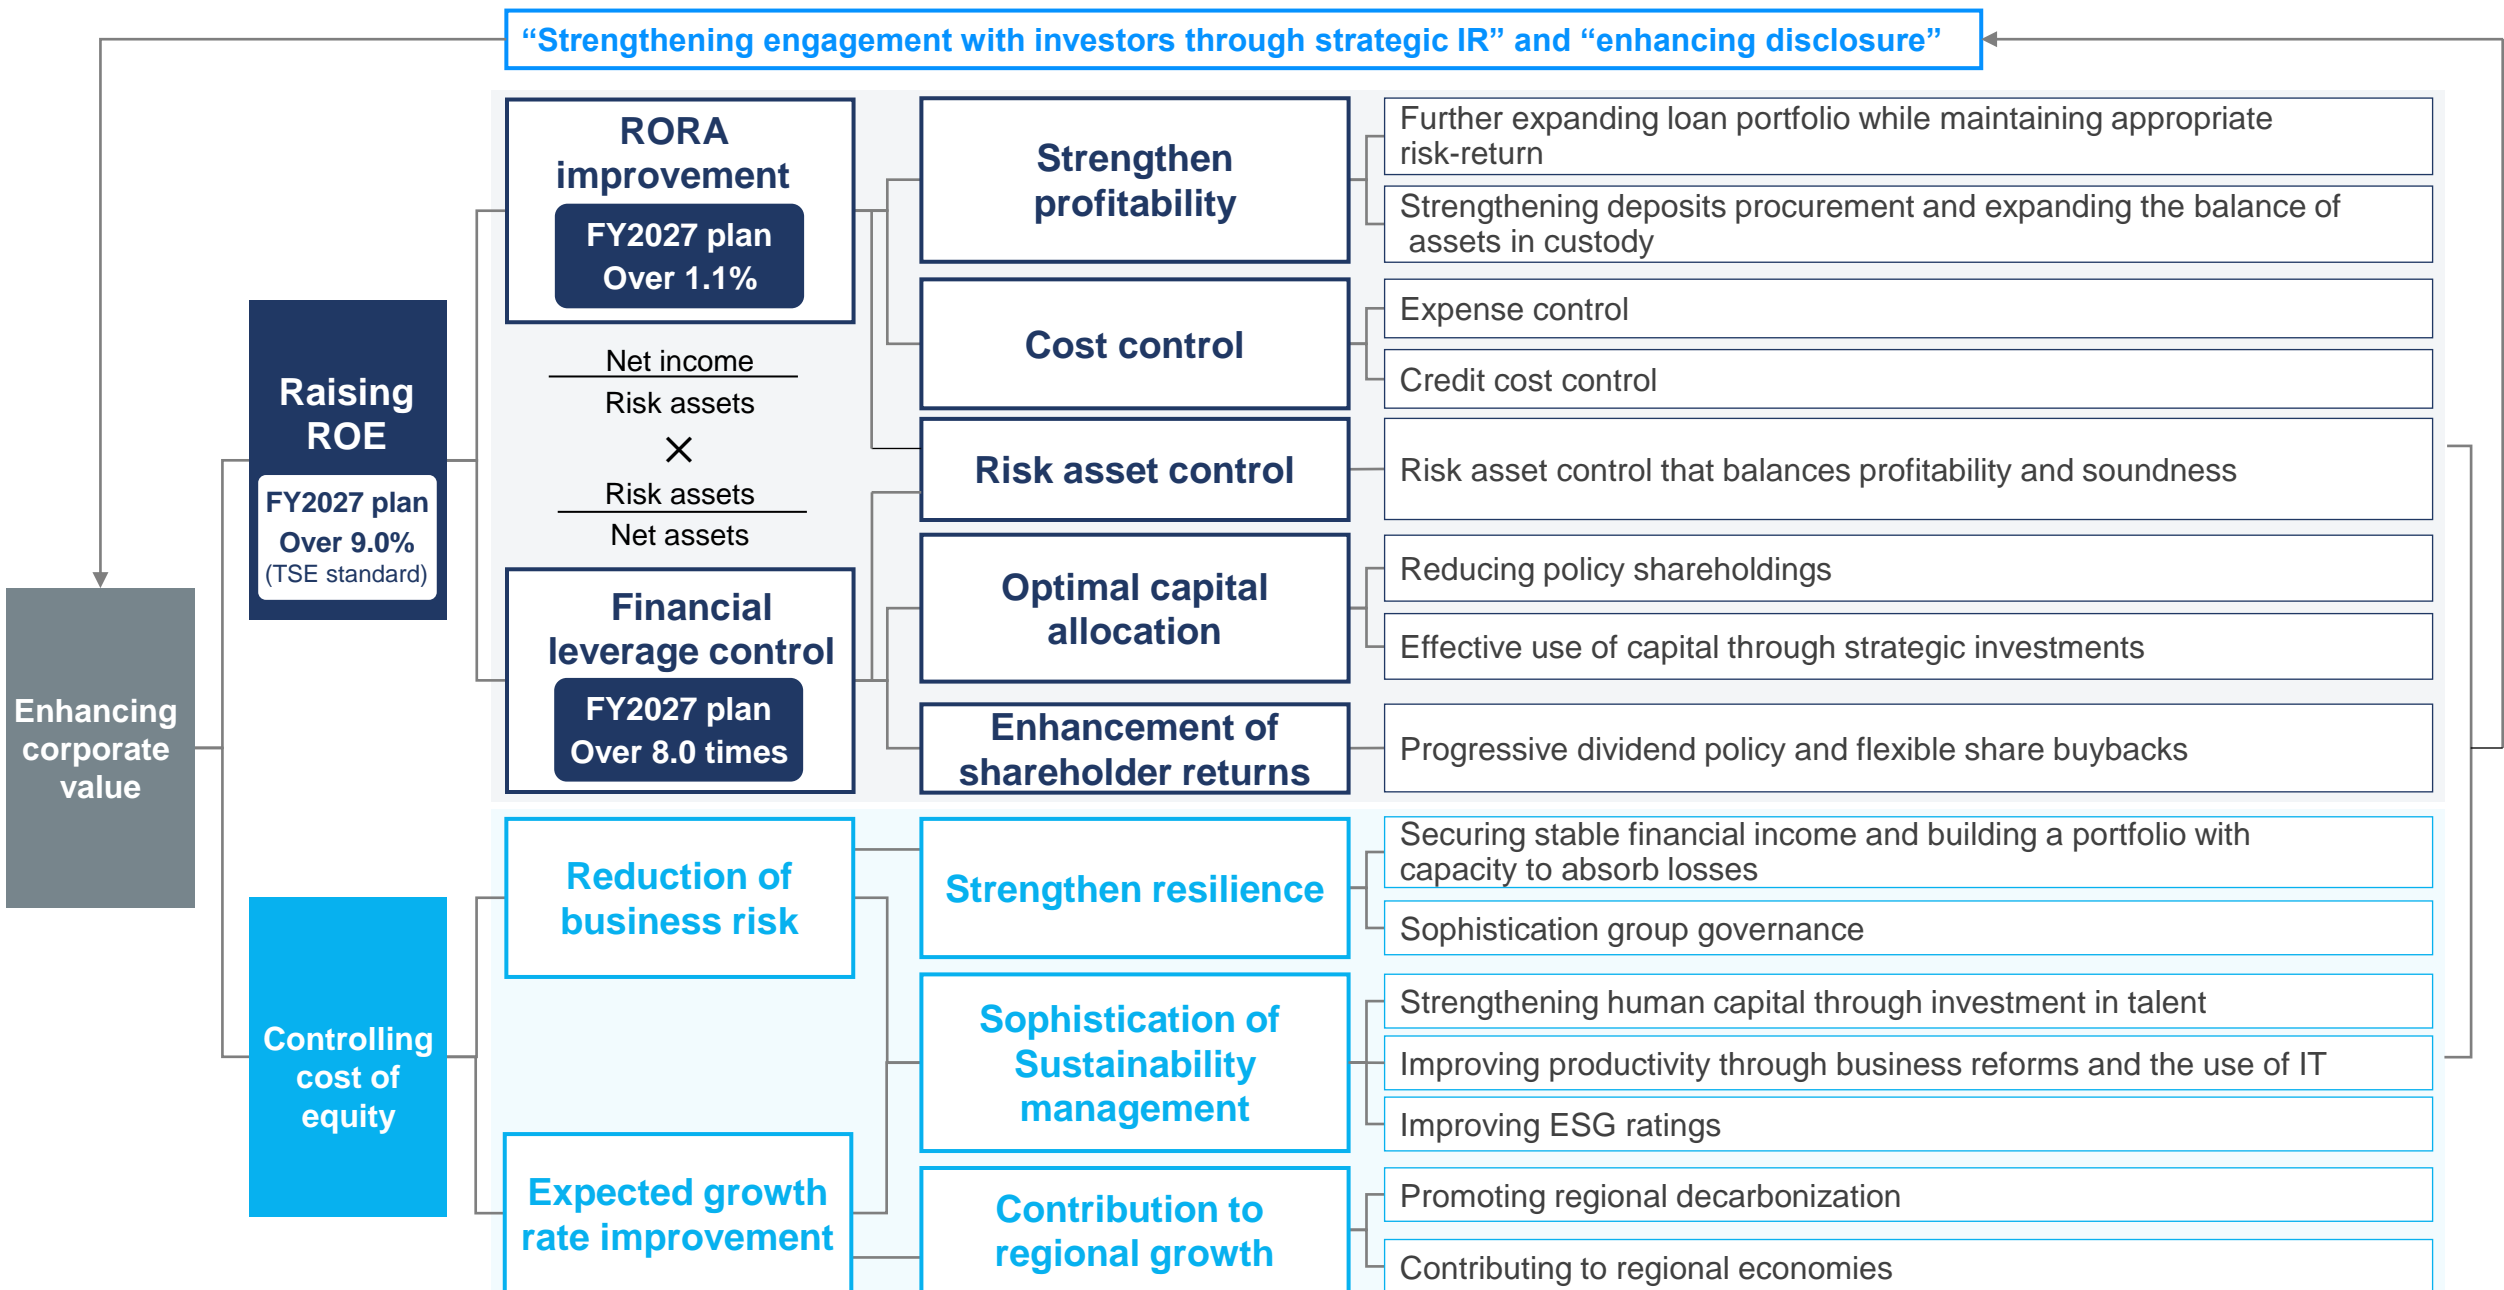 “Strengthening engagement with investors through strategic IR” and “enhancing disclosure”
Enhancing
corporate
value
Raising
ROE
FY2027 plan
Over 9.0%
(TSE standard)
RORA
improvement
FY2027 plan
Over 1.1%
Net income
Risk assets
×
Risk assets
Net assets
Financial
leverage control
FY2027 plan
Over 8.0 times
Strengthen
profitability
Further expanding loan portfolio while maintaining appropriate
risk-return
Strengthening deposits procurement and expanding the balance of
assets in custody
Cost control
Expense control
Credit cost control
Risk asset control
Risk asset control that balances profitability and soundness
Optimal capital
allocation
Reducing policy shareholdings
Effective use of capital through strategic investments
Enhancement of
shareholder returns
Progressive dividend policy and flexible share buybacks
Controlling
cost of
equity
Reduction of
business risk
Expected growth
rate improvement
Strengthen resilience
Securing stable financial income and building a portfolio with
capacity to absorb losses
Sophistication group governance
Sophistication of
Sustainability
management
Strengthening human capital through investment in talent
Improving productivity through business reforms and the use of IT
Improving ESG ratings
Contribution to
regional growth
Promoting regional decarbonization
Contributing to regional economies